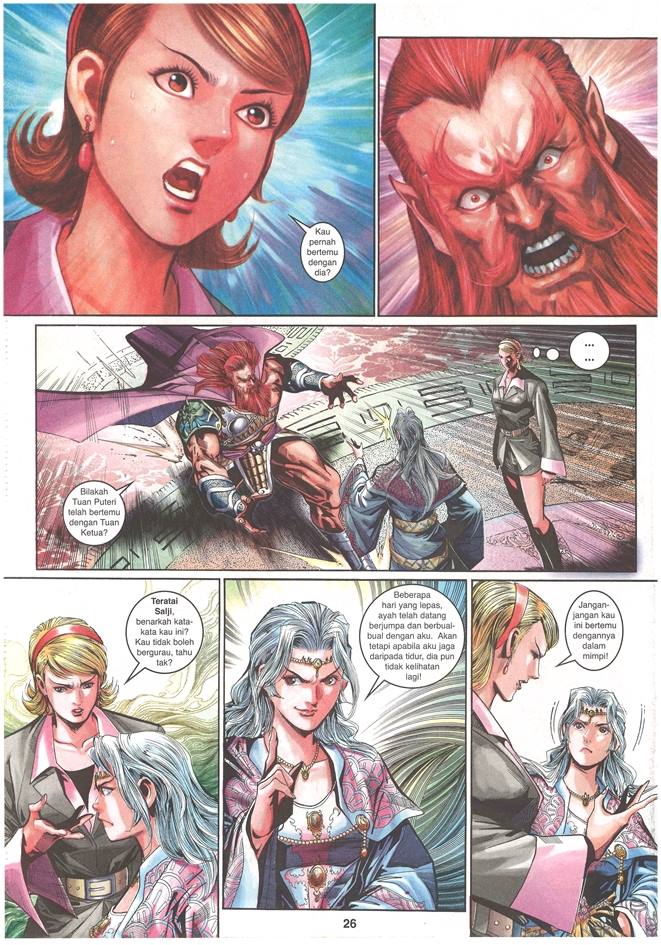 Kau
pernah
bertemu
dengan
dia?
...
...
Bilakah
Tuan Puteri
telah bertemu
dengan Tuan
Ketua?
Teratai
Salji,
benarkah kata-
kata kau ini?
Kau tidak boleh
bergurau, tahu
tak?
Beberapa
hari yang lepas,
ayah telah datang
berjumpa dan berbual-
bual dengan aku. Akan
tetapi apabila aku jaga
daripada tidur, dia pun
tidak kelihatan
lagi!
Jangan-
jangan kau
ini bertemu
dengannya
dalam
mimpi!
26